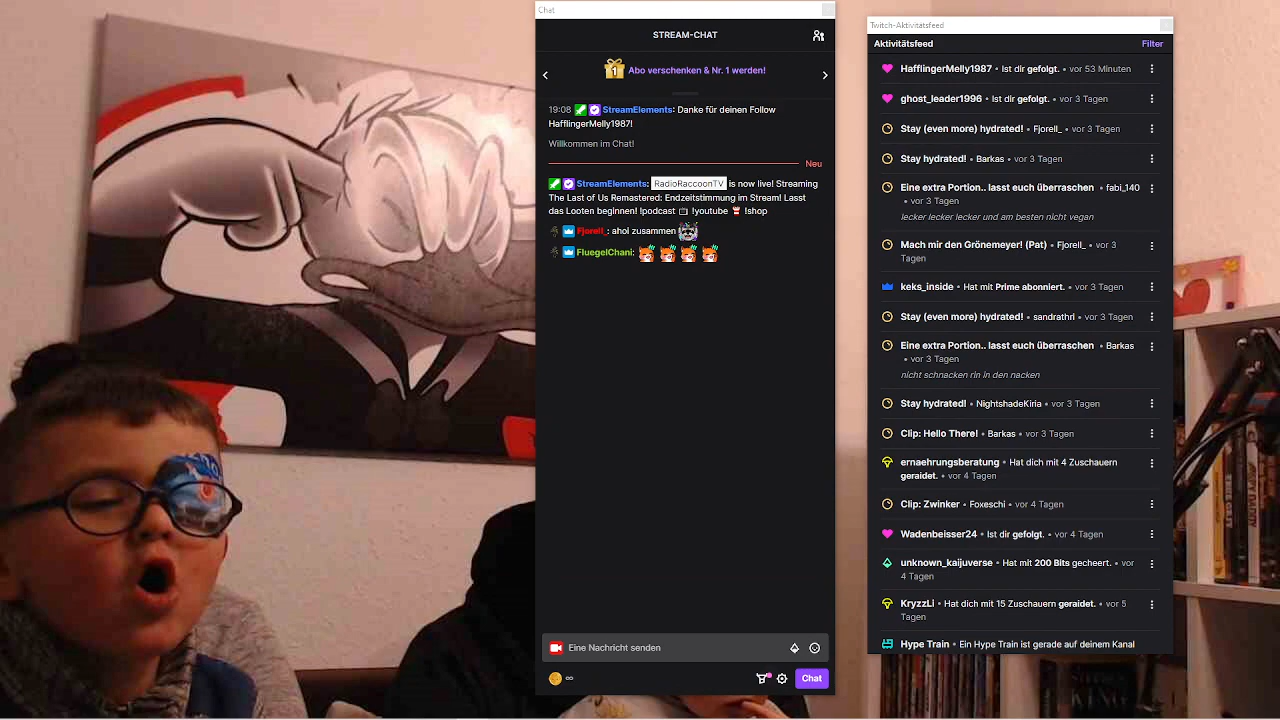 Chat
STREAM-CHAT
1
Abo verschenken & Nr. 1 werden!
19:08 StreamElements: Danke für deinen Follow
HafflingerMelly1987!
Willkommen im Chat!
Neu
StreamElements: RadioRaccoonTV is now live! Streaming
The Last of Us Remastered: Endzeitstimmung im Stream! Lasst
das Looten beginnen! !podcast !youtube !shop
Fjorell_: ahoi zusammen
FluegelChani:
Eine Nachricht senden
∞
Chat
Twitch-Aktivitätsfeed
Aktivitätsfeed
Filter
HafflingerMelly1987 • Ist dir gefolgt. • vor 53 Minuten
ghost_leader1996 • Ist dir gefolgt. • vor 3 Tagen
Stay (even more) hydrated! • Fjorell_ • vor 3 Tagen
Stay hydrated! • Barkas • vor 3 Tagen
Eine extra Portion.. lasst euch überraschen • fabi_140
• vor 3 Tagen
lecker lecker lecker und am besten nicht vegan
Mach mir den Grönemeyer! (Pat) • Fjorell_ • vor 3
Tagen
keks_inside • Hat mit Prime abonniert. • vor 3 Tagen
Stay (even more) hydrated! • sandrathri • vor 3 Tagen
Eine extra Portion.. lasst euch überraschen • Barkas
• vor 3 Tagen
nicht schnacken rin in den nacken
Stay hydrated! • NightshadeKiria • vor 3 Tagen
Clip: Hello There! • Barkas • vor 3 Tagen
ernaehrungsberatung • Hat dich mit 4 Zuschauern
geraidet. • vor 4 Tagen
Clip: Zwinker • Foxeschi • vor 4 Tagen
Wadenbeisser24 • Ist dir gefolgt. • vor 4 Tagen
unknown_kaijuverse • Hat mit 200 Bits gecheert. • vor
4 Tagen
KryzzLi • Hat dich mit 15 Zuschauern geraidet. • vor 5
Tagen
Hype Train • Ein Hype Train ist gerade auf deinem Kanal
KING